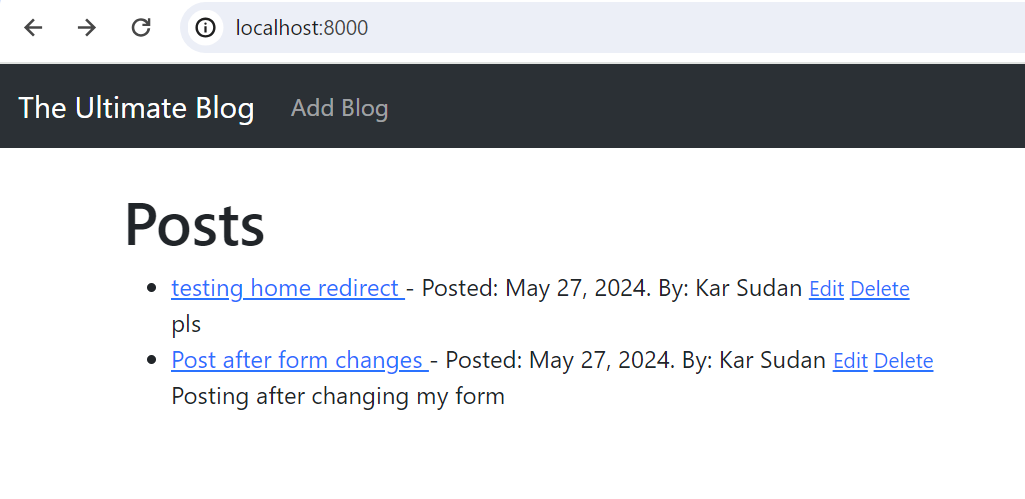 localhost:8000
The Ultimate Blog Add Blog
Posts
testing home redirect - Posted: May 27, 2024. By: Kar Sudan Edit Delete
pls
Post after form changes - Posted: May 27, 2024. By: Kar Sudan Edit Delete
Posting after changing my form